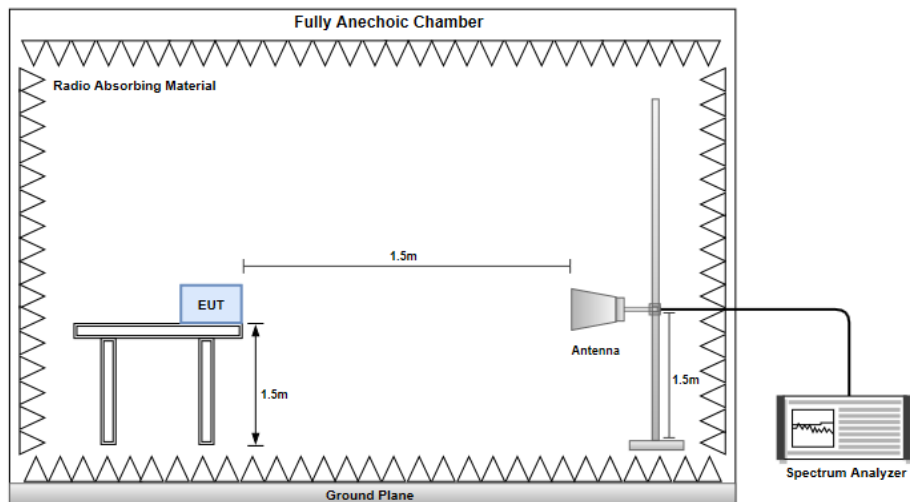 Fully Anechoic Chamber
Radio Absorbing Material
1.5m
EUT
Antenna
1.5m
1.5m
Spectrum Analyzer
Ground Plane